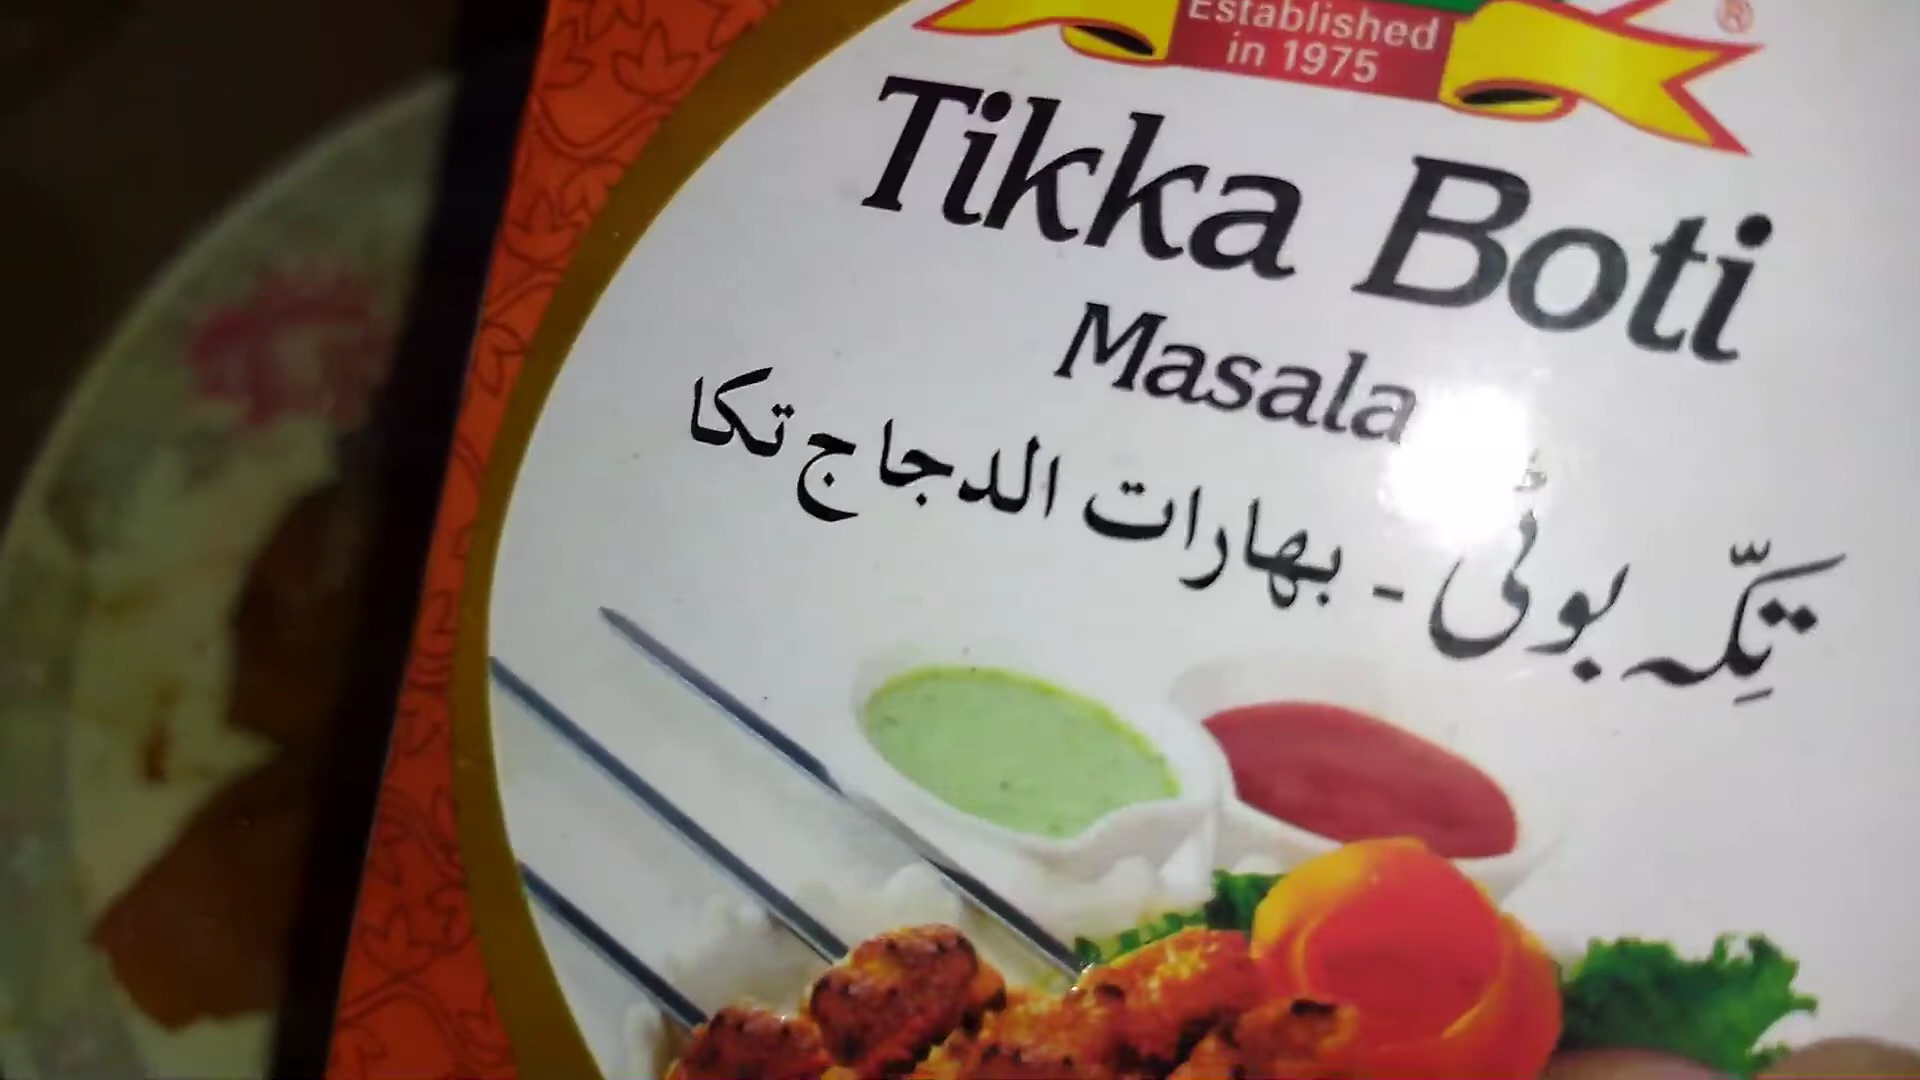 Established
in 1975
®
Tikka Boti
Masala
تِکّہ بوٹی - بهارات الدجاج تكا